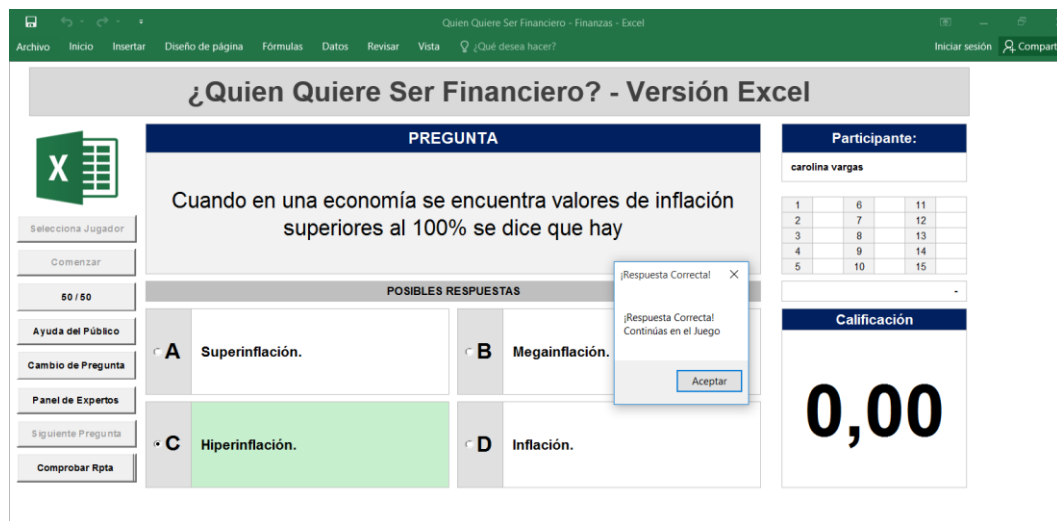 Quien Quiere Ser Financiero - Finanzas - Excel
Archivo Inicio Insertar Diseño de página Fórmulas Datos Revisar Vista ¿Qué desea hacer? Iniciar sesión Compart
¿Quien Quiere Ser Financiero? - Versión Excel
X
PREGUNTA
Cuando en una economía se encuentra valores de inflación
superiores al 100% se dice que hay
Participante:
carolina vargas
1 6 11
2 7 12
3 8 13
4 9 14
5 10 15
-
Selecciona Jugador
Comenzar
50 / 50
Ayuda del Público
Cambio de Pregunta
Panel de Expertos
Siguiente Pregunta
Comprobar Rpta
POSIBLES RESPUESTAS
A Superinflación.
B Megainflación.
C Hiperinflación.
D Inflación.
¡Respuesta Correcta!
¡Respuesta Correcta!
Continúas en el Juego
Aceptar
Calificación
0,00